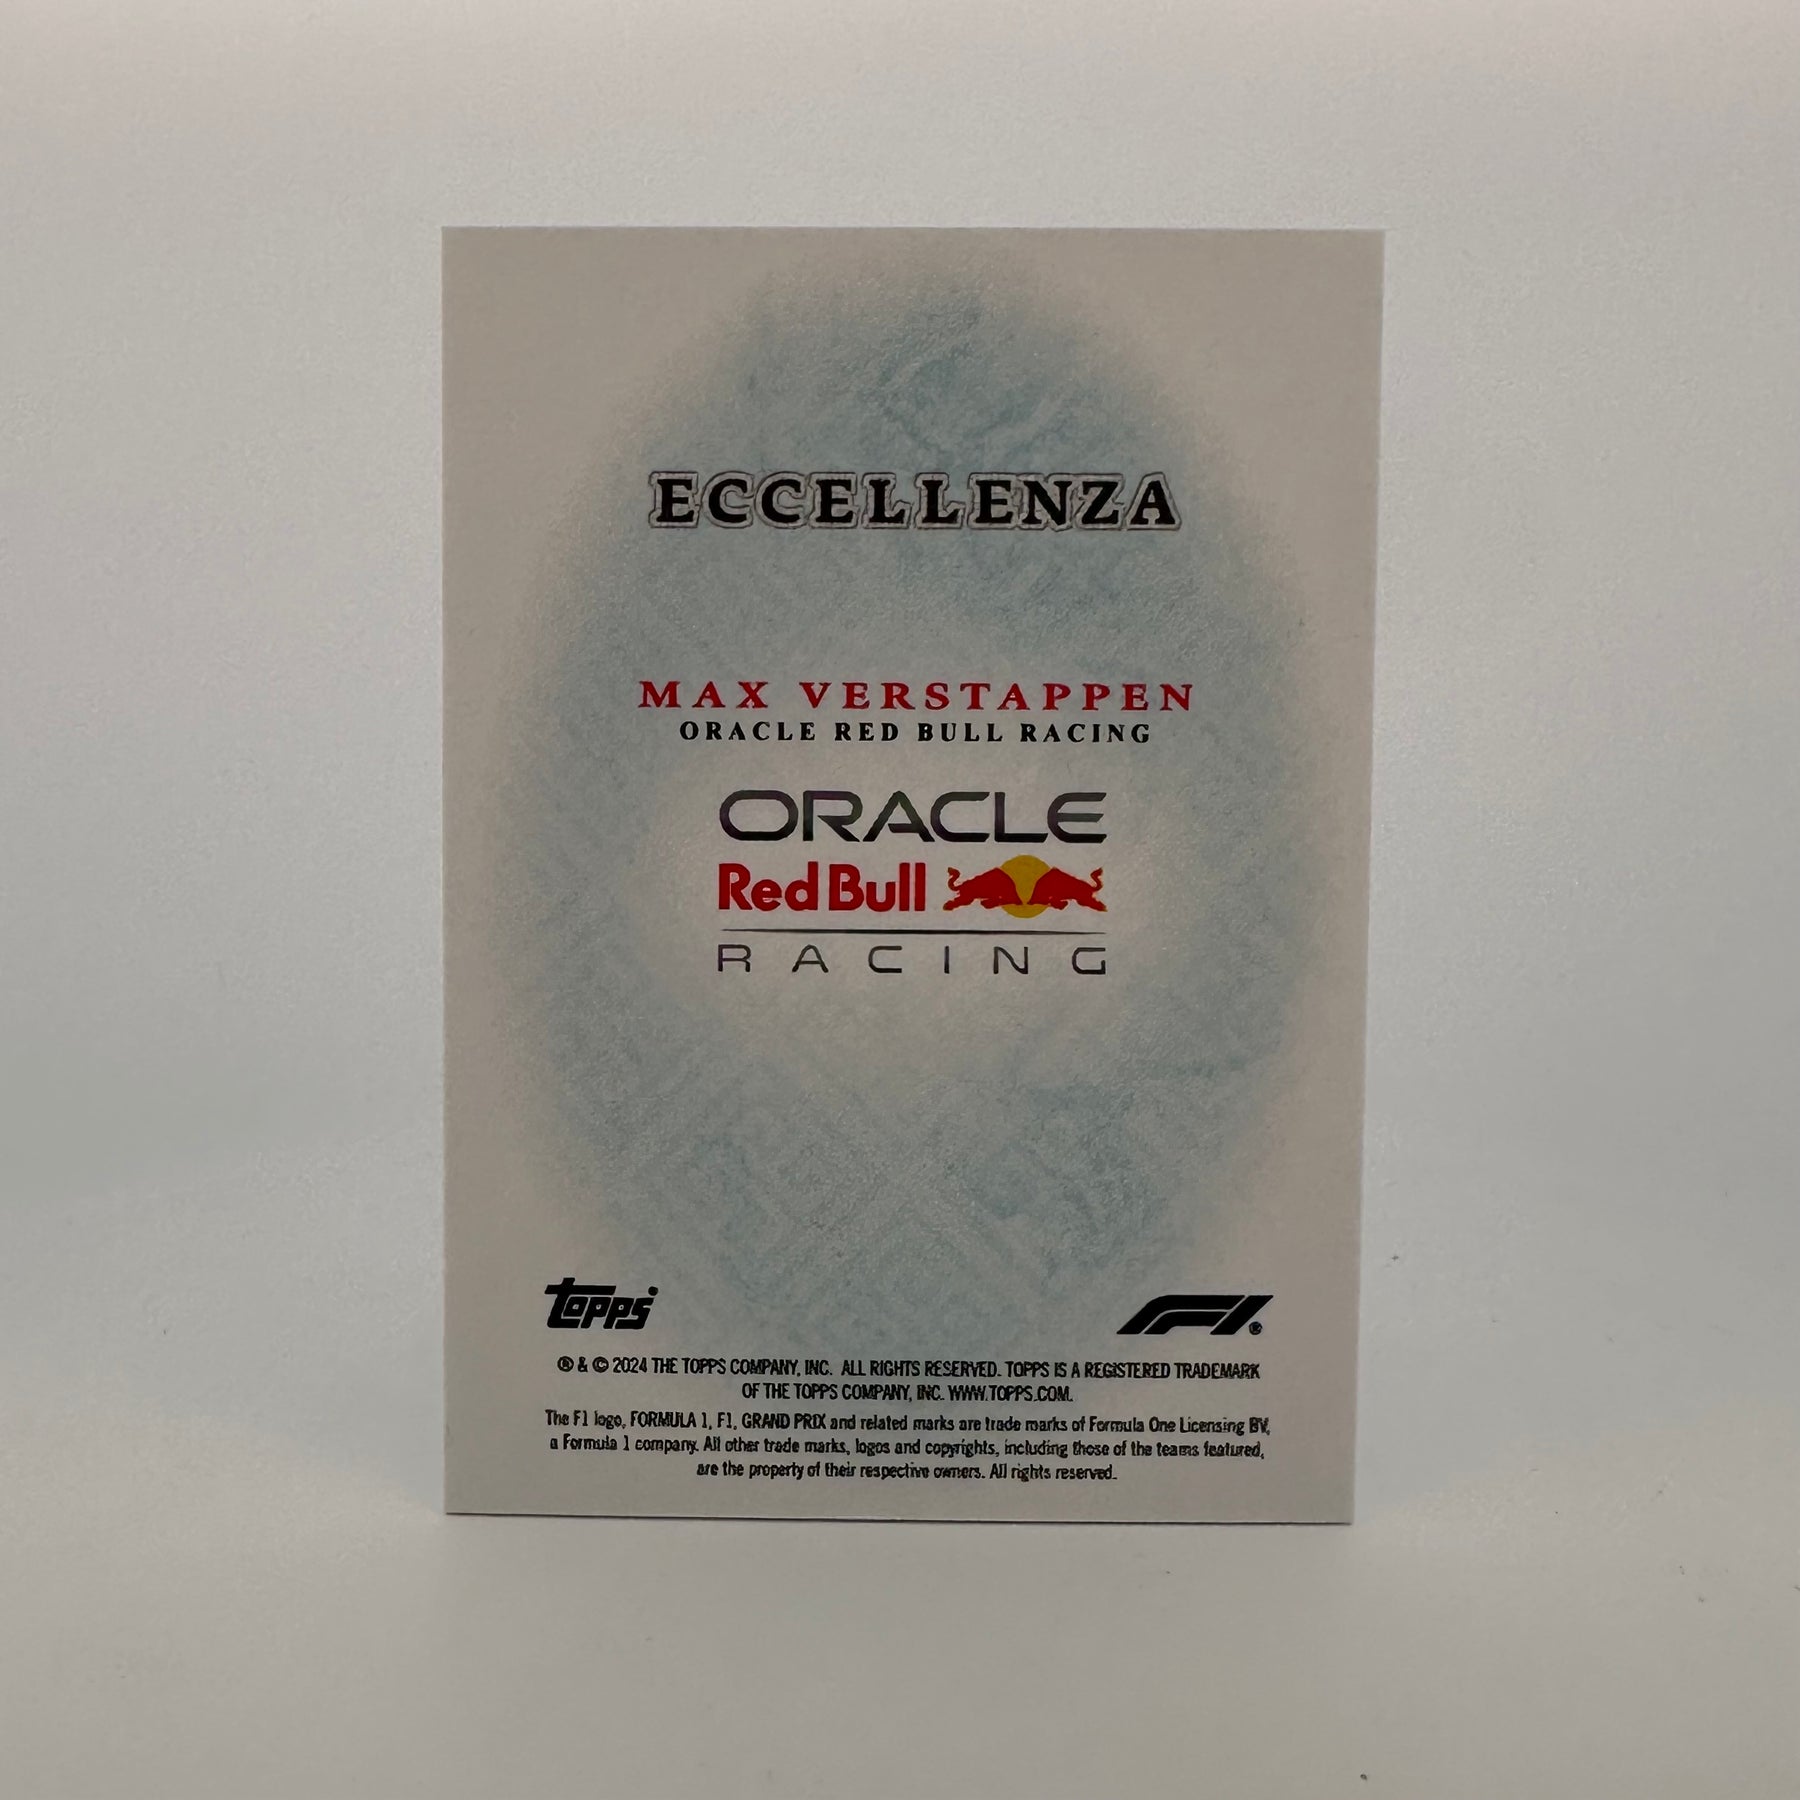 ECCELLENZA
MAX VERSTAPPEN
ORACLE RED BULL RACING
ORACLE
Red Bull
RACING
topps
F1®
® & © 2024 THE TOPPS COMPANY, INC. ALL RIGHTS RESERVED. TOPPS IS A REGISTERED TRADEMARK
OF THE TOPPS COMPANY, INC. WWW.TOPPS.COM.
The F1 logo, FORMULA 1, F1, GRAND PRIX and related marks are trade marks of Formula One Licensing BV,
a Formula 1 company. All other trade marks, logos and copyrights, including those of the teams featured,
are the property of their respective owners. All rights reserved.